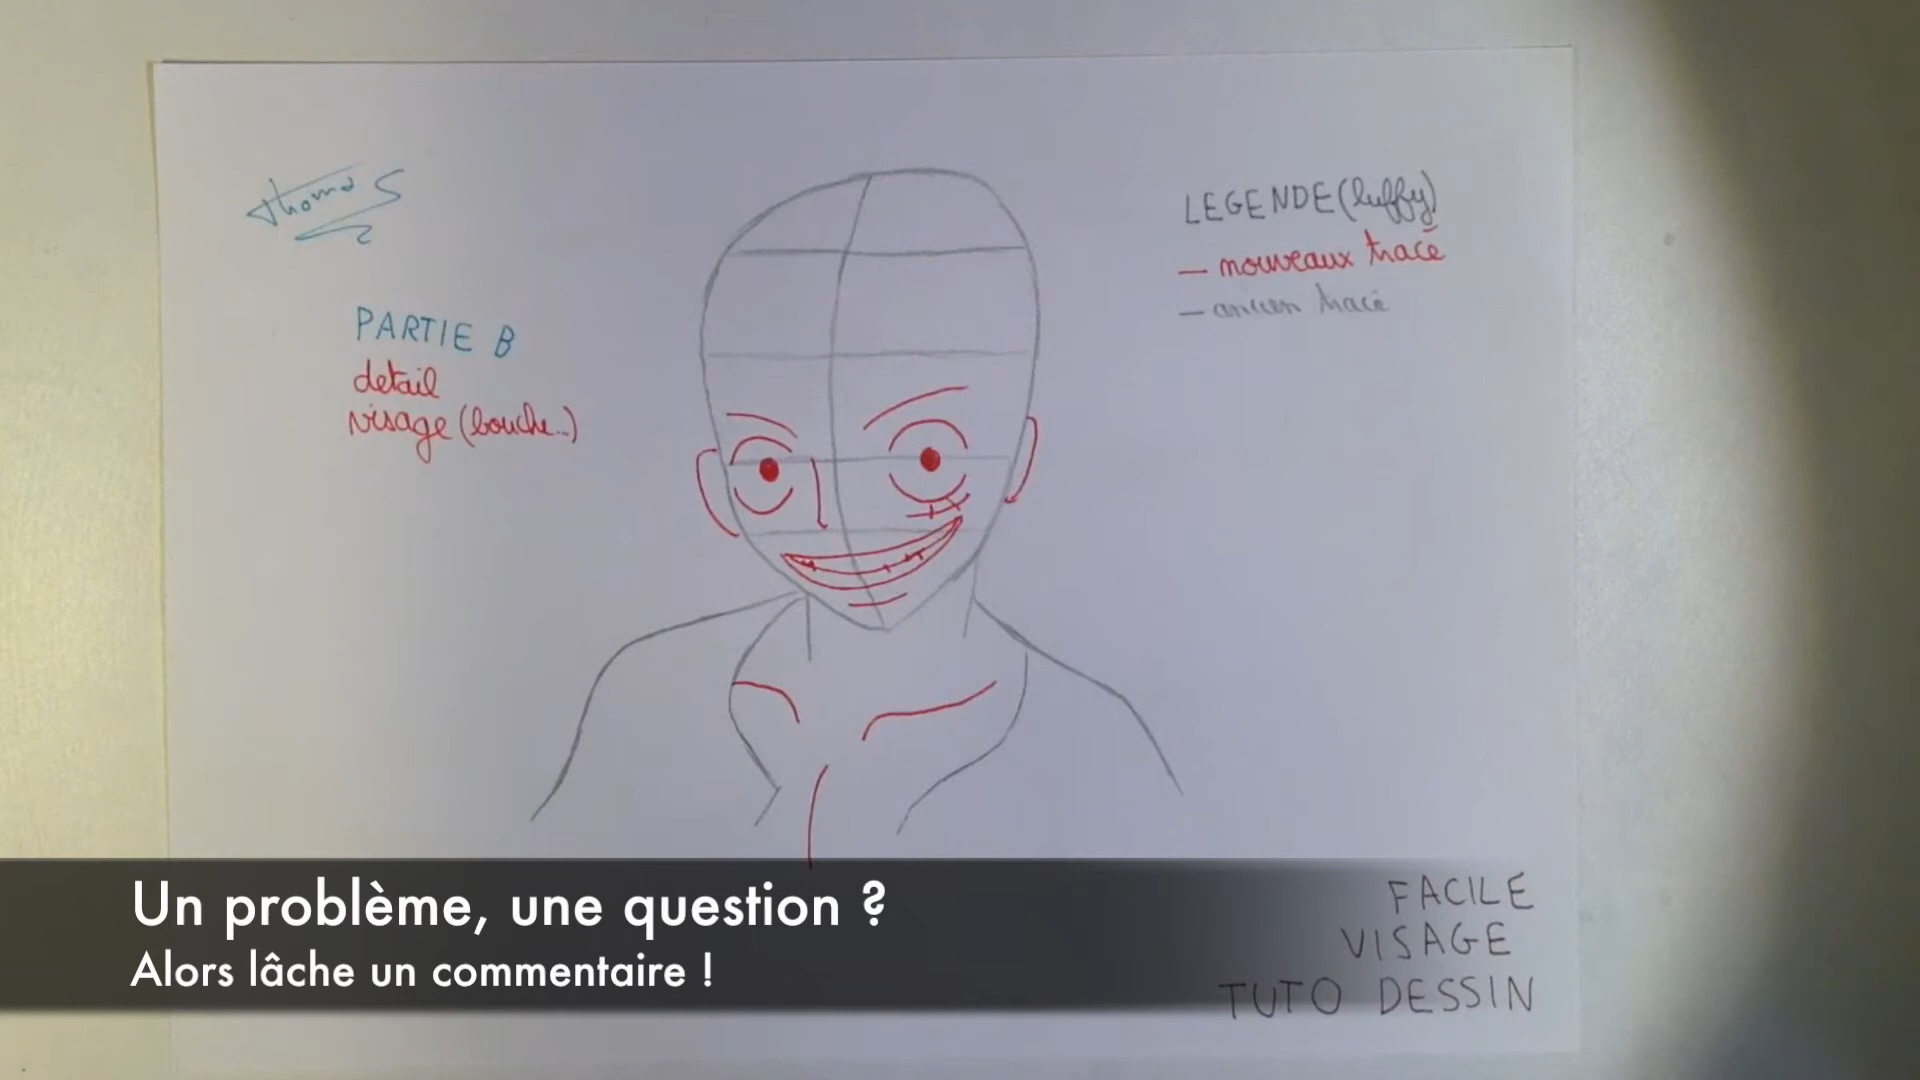 Thomas
LEGENDE (luffy)
— nouveaux tracé
— ancien tracé
PARTIE B
detail
visage (bouche...)
Un problème, une question ?
Alors lâche un commentaire !
FACILE
VISAGE
TUTO DESSIN